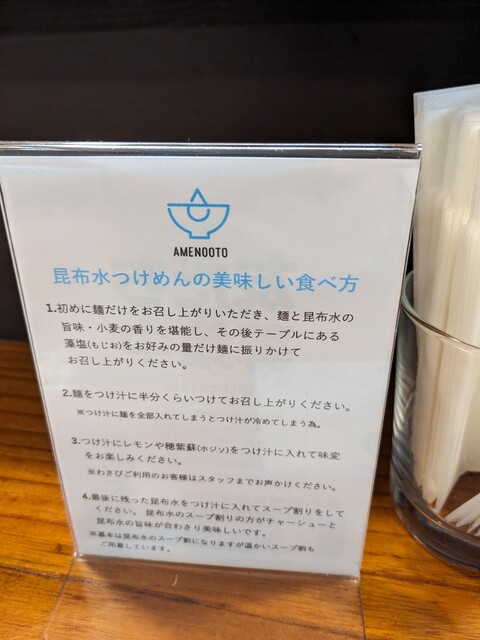 AMENOOTO
昆布水つけめんの美味しい食べ方
1.初めに麺だけをお召し上がりいただき、麺と昆布水の
旨味・小麦の香りを堪能し、その後テーブルにある
藻塩(もじお)をお好みの量だけ麺に振りかけて
お召し上がりください。
2.麺をつけ汁に半分くらいつけてお召し上がりください。
※つけ汁に麺を全部入れてしまうとつけ汁が冷めてしまう為。
3.つけ汁にレモンや穂紫蘇(ホジソ)をつけ汁に入れて味変
をお楽しみください。
※わさびご利用のお客様はスタッフまでお声かけください。
4.最後に残った昆布水をつけ汁に入れてスープ割りをして
ください。 昆布水のスープ割りの方がチャーシューと
昆布水の旨味が合わさり美味しいです。
※基本は昆布水のスープ割になりますが温かいスープ割も
ご用意しています。